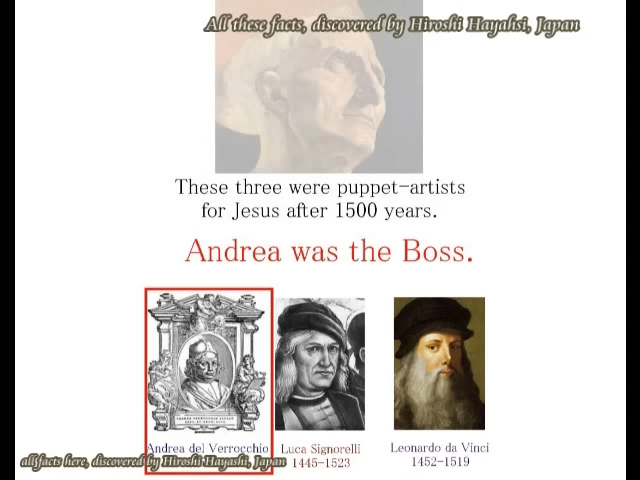 All these facts, discovered by Hiroshi Hayahsi, Japan
These three were puppet-artists
for Jesus after 1500 years.
Andrea was the Boss.
Andrea del Verrocchio
Luca Signorelli
1445-1523
Leonardo da Vinci
1452-1519
allfacts here, discovered by Hiroshi Hayashi, Japan